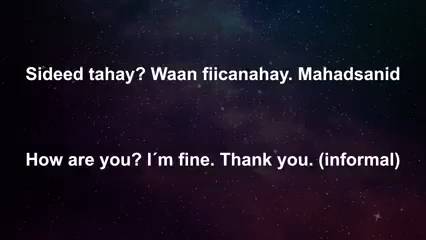 Sideed tahay? Waan fiicanahay. Mahadsanid
How are you? I´m fine. Thank you. (informal)